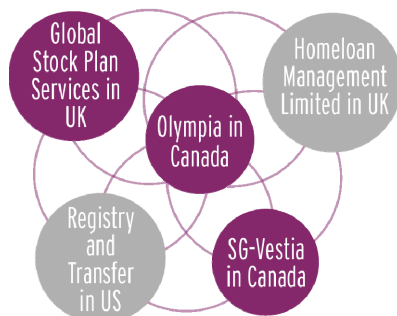 Global
Stock Plan
Services in
UK
Homeloan
Management
Limited in UK
Olympia in
Canada
Registry
and
Transfer
in US
SG-Vestia
in Canada